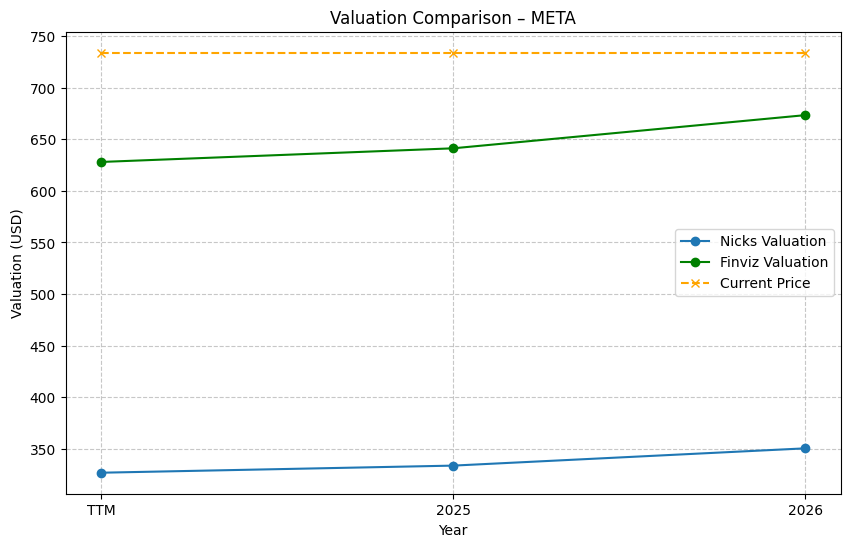 Valuation Comparison – META
Valuation (USD)
750
700
650
600
550
500
450
400
350
Nicks Valuation
Finviz Valuation
Current Price
TTM
2025
2026
Year